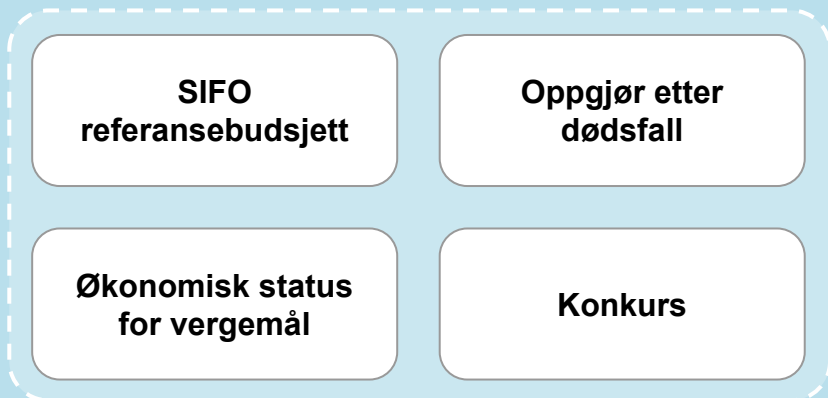 SIFO
referansebudsjett
Oppgjør etter
dødsfall
Økonomisk status
for vergemål
Konkurs